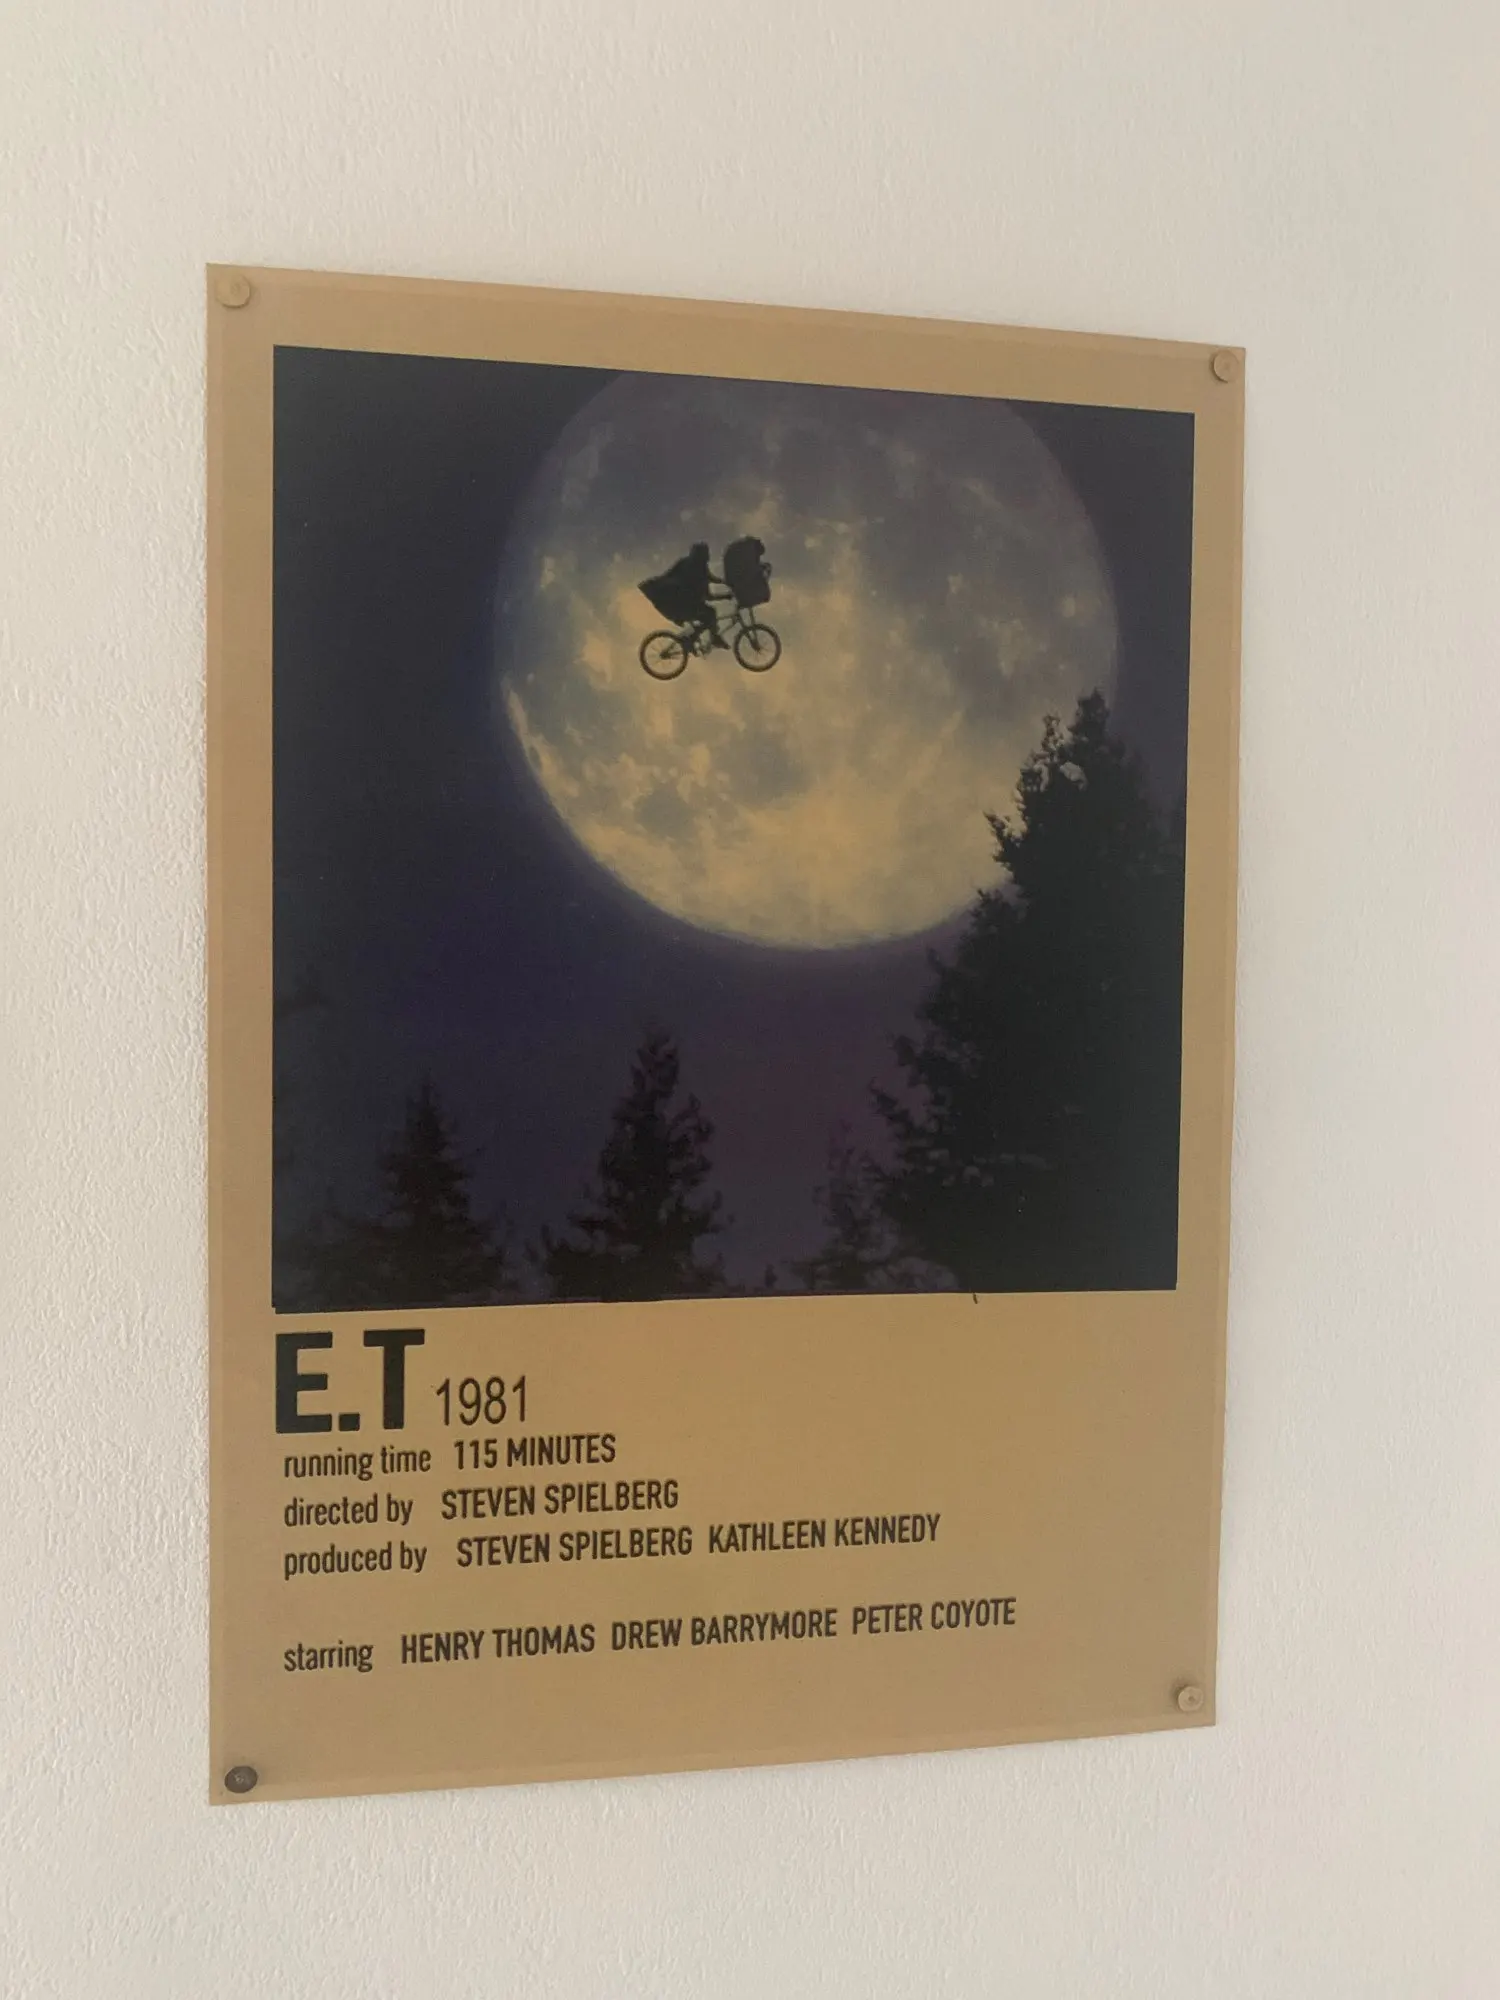 E.T 1981
running time 115 MINUTES
directed by STEVEN SPIELBERG
produced by STEVEN SPIELBERG KATHLEEN KENNEDY
starring HENRY THOMAS DREW BARRYMORE PETER COYOTE